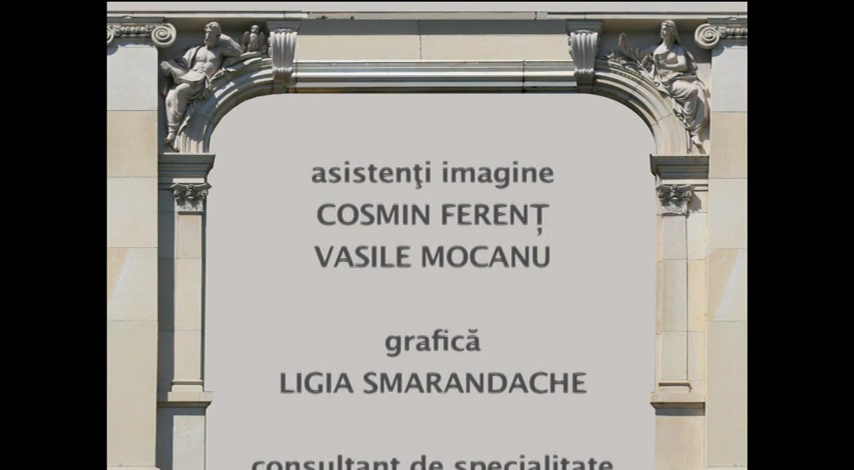 asistenţi imagine
COSMIN FERENȚ
VASILE MOCANU
grafică
LIGIA SMARANDACHE
consultant de specialitate